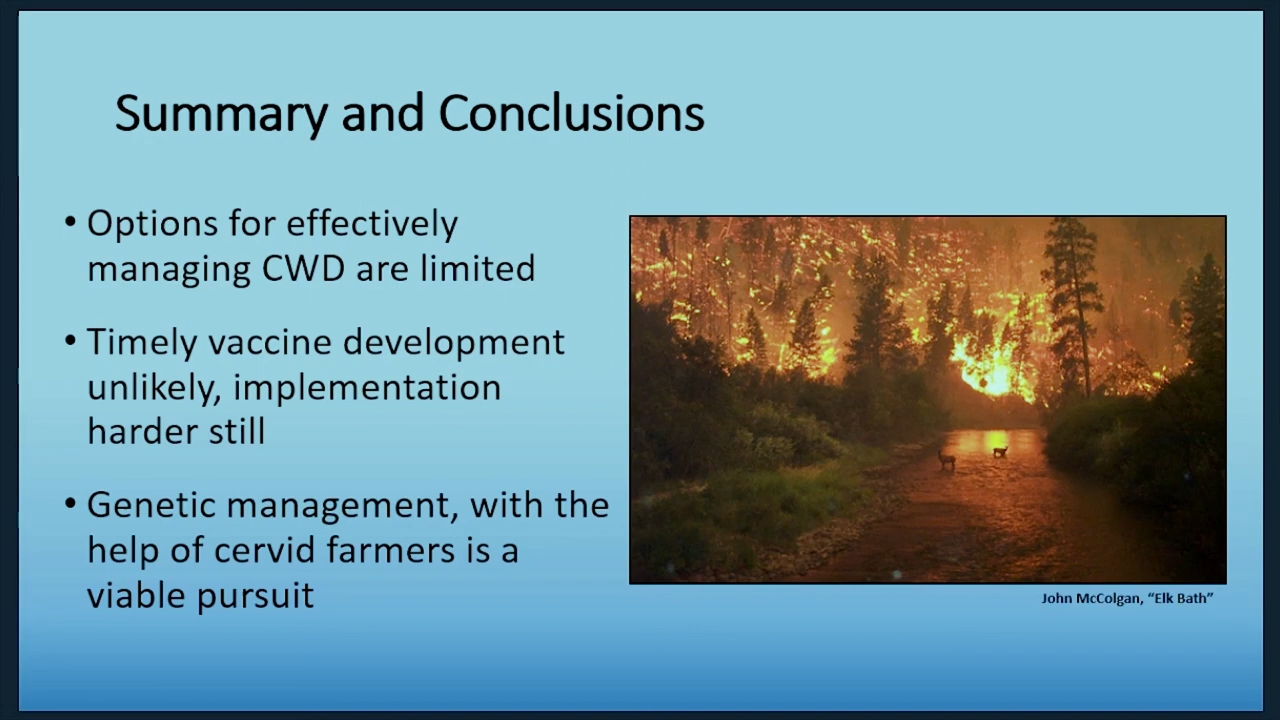 Summary and Conclusions
• Options for effectively
managing CWD are limited
• Timely vaccine development
unlikely, implementation
harder still
• Genetic management, with the
help of cervid farmers is a
viable pursuit
John McColgan, “Elk Bath”